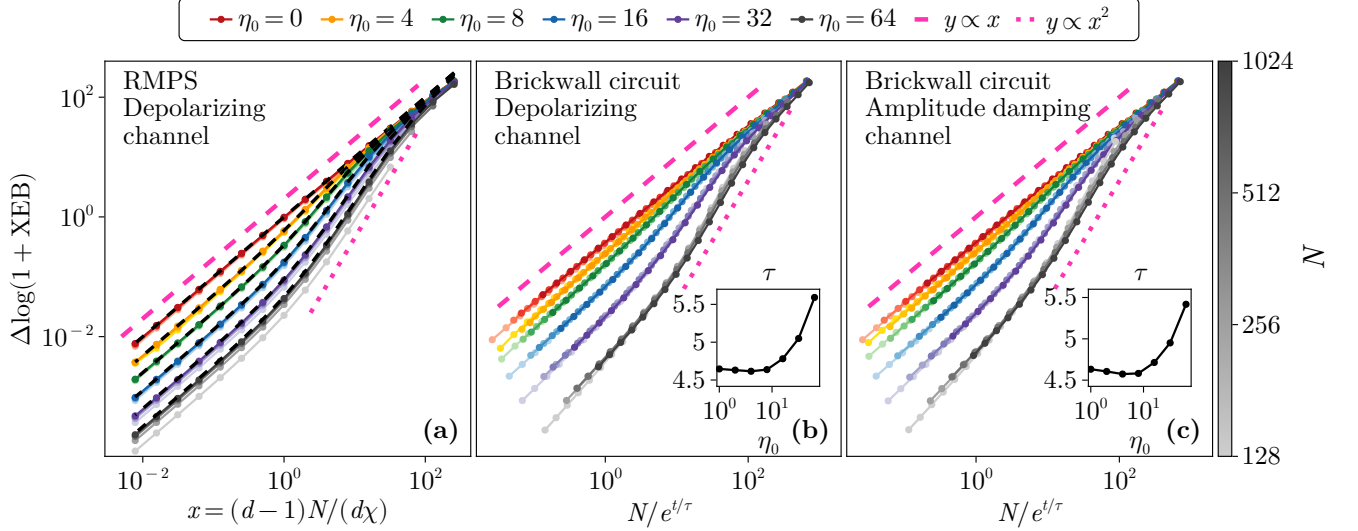 η₀ = 0 η₀ = 4 η₀ = 8 η₀ = 16 η₀ = 32 η₀ = 64 y ∝ x y ∝ x²
Δlog(1 + XEB)
10²
10⁰
10⁻²
RMPS
Depolarizing
channel
(a)
10⁻² 10⁰ 10²
x = (d − 1)N/(dχ)
Brickwall circuit
Depolarizing
channel
τ
5.5
5
4.5
10⁰ 10¹
η₀
(b)
10⁰ 10²
N/e^{t/τ}
Brickwall circuit
Amplitude damping
channel
τ
5.5
5
4.5
10⁰ 10¹
η₀
(c)
10⁰ 10²
N/e^{t/τ}
1024
512
256
128
N